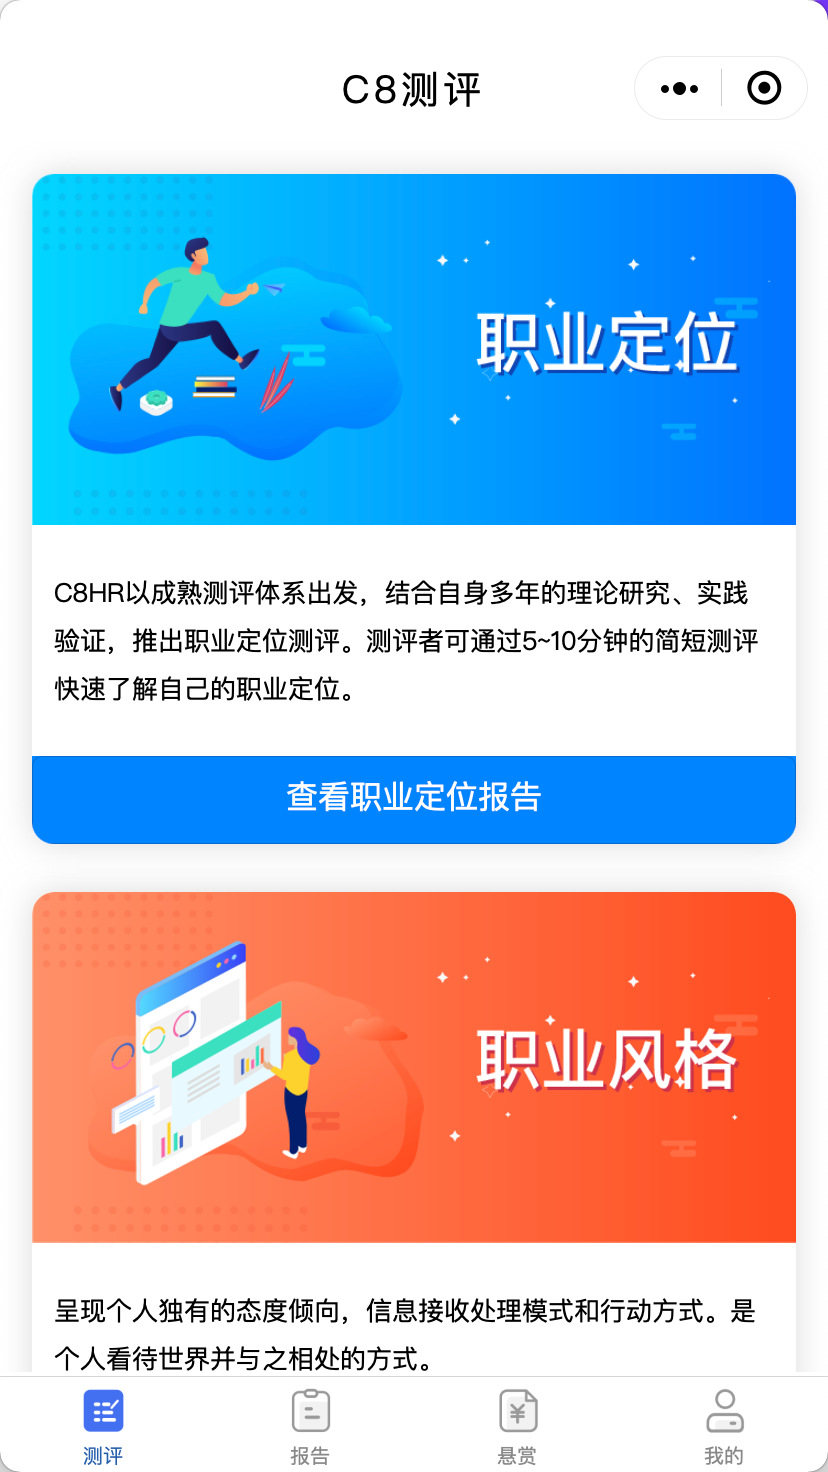 C8测评
职业定位
C8HR以成熟测评体系出发，结合自身多年的理论研究、实践
验证，推出职业定位测评。测评者可通过5~10分钟的简短测评
快速了解自己的职业定位。
查看职业定位报告
职业风格
呈现个人独有的态度倾向，信息接收处理模式和行动方式。是
个人看待世界并与之相处的方式。
测评
报告
悬赏
我的